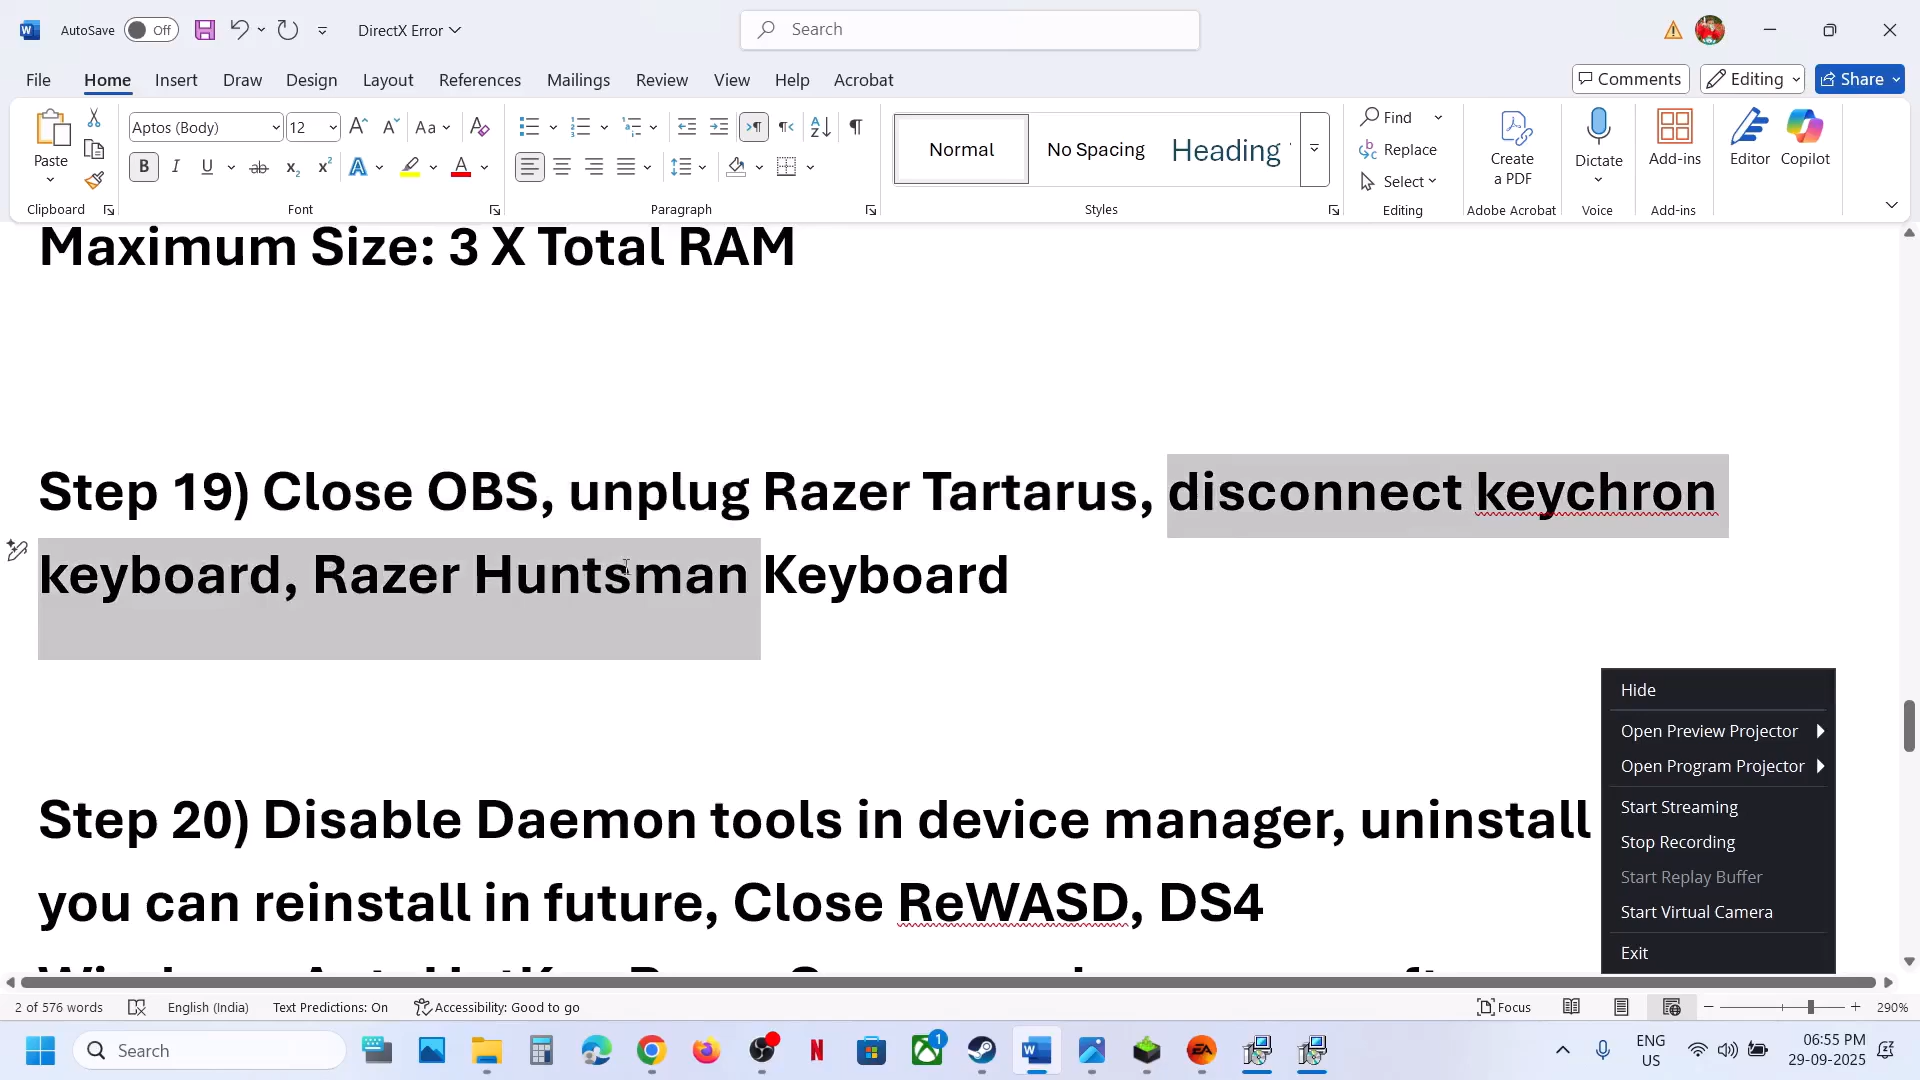 AutoSave Off DirectX Error Search
File Home Insert Draw Design Layout References Mailings Review View Help Acrobat Comments Editing Share
Paste Aptos (Body) 12 Aa Normal No Spacing Heading Find Replace Select Create a PDF Dictate Add-ins Editor Copilot
Clipboard Font Paragraph Styles Editing Adobe Acrobat Voice Add-ins
Maximum Size: 3 X Total RAM
Step 19) Close OBS, unplug Razer Tartarus, disconnect keychron
keyboard, Razer Huntsman Keyboard
Step 20) Disable Daemon tools in device manager, uninstall
you can reinstall in future, Close ReWASD, DS4
Hide
Open Preview Projector
Open Program Projector
Start Streaming
Stop Recording
Start Replay Buffer
Start Virtual Camera
Exit
2 of 576 words English (India) Text Predictions: On Accessibility: Good to go Focus 290%
Search 1 ENG US 06:55 PM 29-09-2025